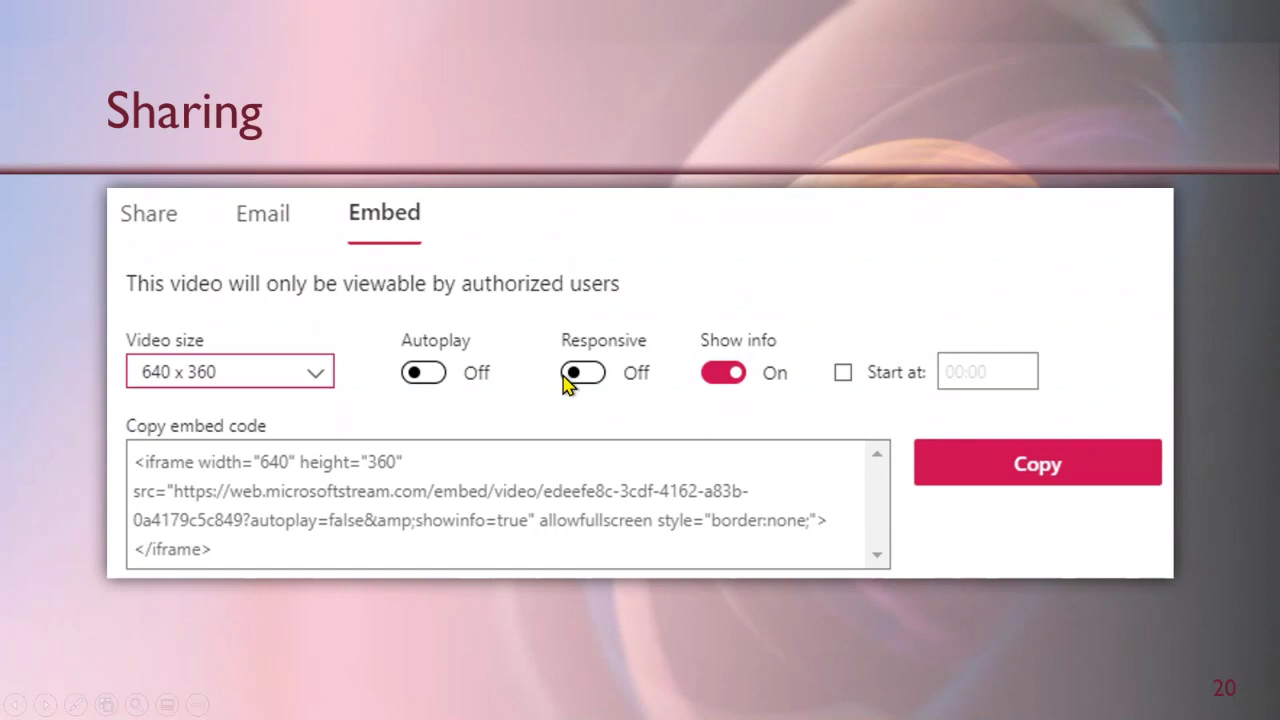 Sharing
Share Email Embed
This video will only be viewable by authorized users
Video size Autoplay Responsive Show info
640 x 360 Off Off On Start at: 00:00
Copy embed code
<iframe width="640" height="360"
src="https://web.microsoftstream.com/embed/video/edeefe8c-3cdf-4162-a83b-
0a4179c5c849?autoplay=false&amp;showinfo=true" allowfullscreen style="border:none;">
</iframe>
Copy
20